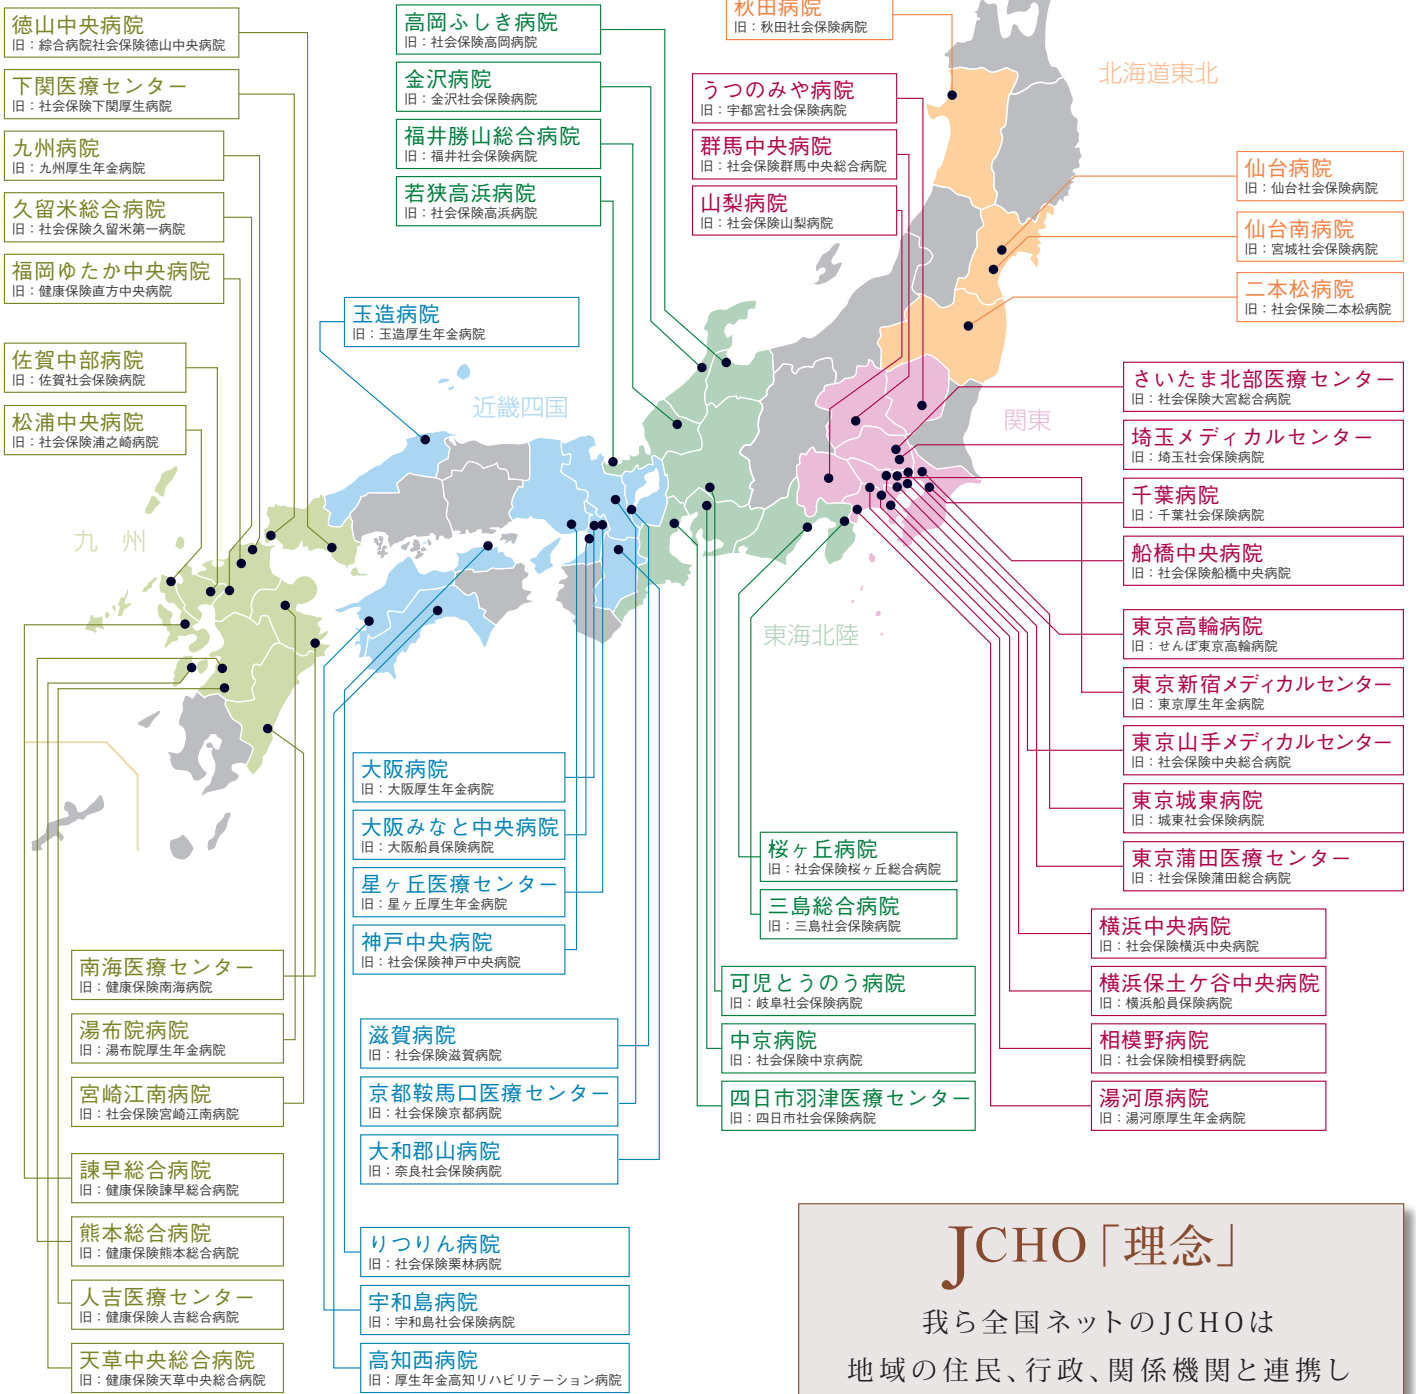 徳山中央病院
旧：綜合病院社会保険徳山中央病院
下関医療センター
旧：社会保険下関厚生病院
九州病院
旧：九州厚生年金病院
久留米総合病院
旧：社会保険久留米第一病院
福岡ゆたか中央病院
旧：健康保険直方中央病院
佐賀中部病院
旧：佐賀社会保険病院
松浦中央病院
旧：社会保険浦之崎病院
九 州
高岡ふしき病院
旧：社会保険高岡病院
金沢病院
旧：金沢社会保険病院
福井勝山総合病院
旧：福井社会保険病院
若狭高浜病院
旧：社会保険高浜病院
玉造病院
旧：玉造厚生年金病院
近畿四国
秋田病院
旧：秋田社会保険病院
うつのみや病院
旧：宇都宮社会保険病院
群馬中央病院
旧：社会保険群馬中央総合病院
山梨病院
旧：社会保険山梨病院
北海道東北
仙台病院
旧：仙台社会保険病院
仙台南病院
旧：宮城社会保険病院
二本松病院
旧：社会保険二本松病院
関東
さいたま北部医療センター
旧：社会保険大宮総合病院
埼玉メディカルセンター
旧：埼玉社会保険病院
千葉病院
旧：千葉社会保険病院
船橋中央病院
旧：社会保険船橋中央病院
東京高輪病院
旧：せんぽ東京高輪病院
東京新宿メディカルセンター
旧：東京厚生年金病院
東京山手メディカルセンター
旧：社会保険中央総合病院
東京城東病院
旧：城東社会保険病院
東京蒲田医療センター
旧：社会保険蒲田総合病院
横浜中央病院
旧：社会保険横浜中央病院
横浜保土ケ谷中央病院
旧：横浜船員保険病院
相模野病院
旧：社会保険相模野病院
湯河原病院
旧：湯河原厚生年金病院
東海北陸
桜ヶ丘病院
旧：社会保険桜ヶ丘総合病院
三島総合病院
旧：三島社会保険病院
可児とうのう病院
旧：岐阜社会保険病院
中京病院
旧：社会保険中京病院
四日市羽津医療センター
旧：四日市社会保険病院
大阪病院
旧：大阪厚生年金病院
大阪みなと中央病院
旧：大阪船員保険病院
星ヶ丘医療センター
旧：星ヶ丘厚生年金病院
神戸中央病院
旧：社会保険神戸中央病院
滋賀病院
旧：社会保険滋賀病院
京都鞍馬口医療センター
旧：社会保険京都病院
大和郡山病院
旧：奈良社会保険病院
りつりん病院
旧：社会保険栗林病院
宇和島病院
旧：宇和島社会保険病院
高知西病院
旧：厚生年金高知リハビリテーション病院
南海医療センター
旧：健康保険南海病院
湯布院病院
旧：湯布院厚生年金病院
宮崎江南病院
旧：社会保険宮崎江南病院
諫早総合病院
旧：健康保険諫早総合病院
熊本総合病院
旧：健康保険熊本総合病院
人吉医療センター
旧：健康保険人吉総合病院
天草中央総合病院
旧：健康保険天草中央総合病院
JCHO「理念」
我ら全国ネットのJCHOは
地域の住民、行政、関係機関と連携し